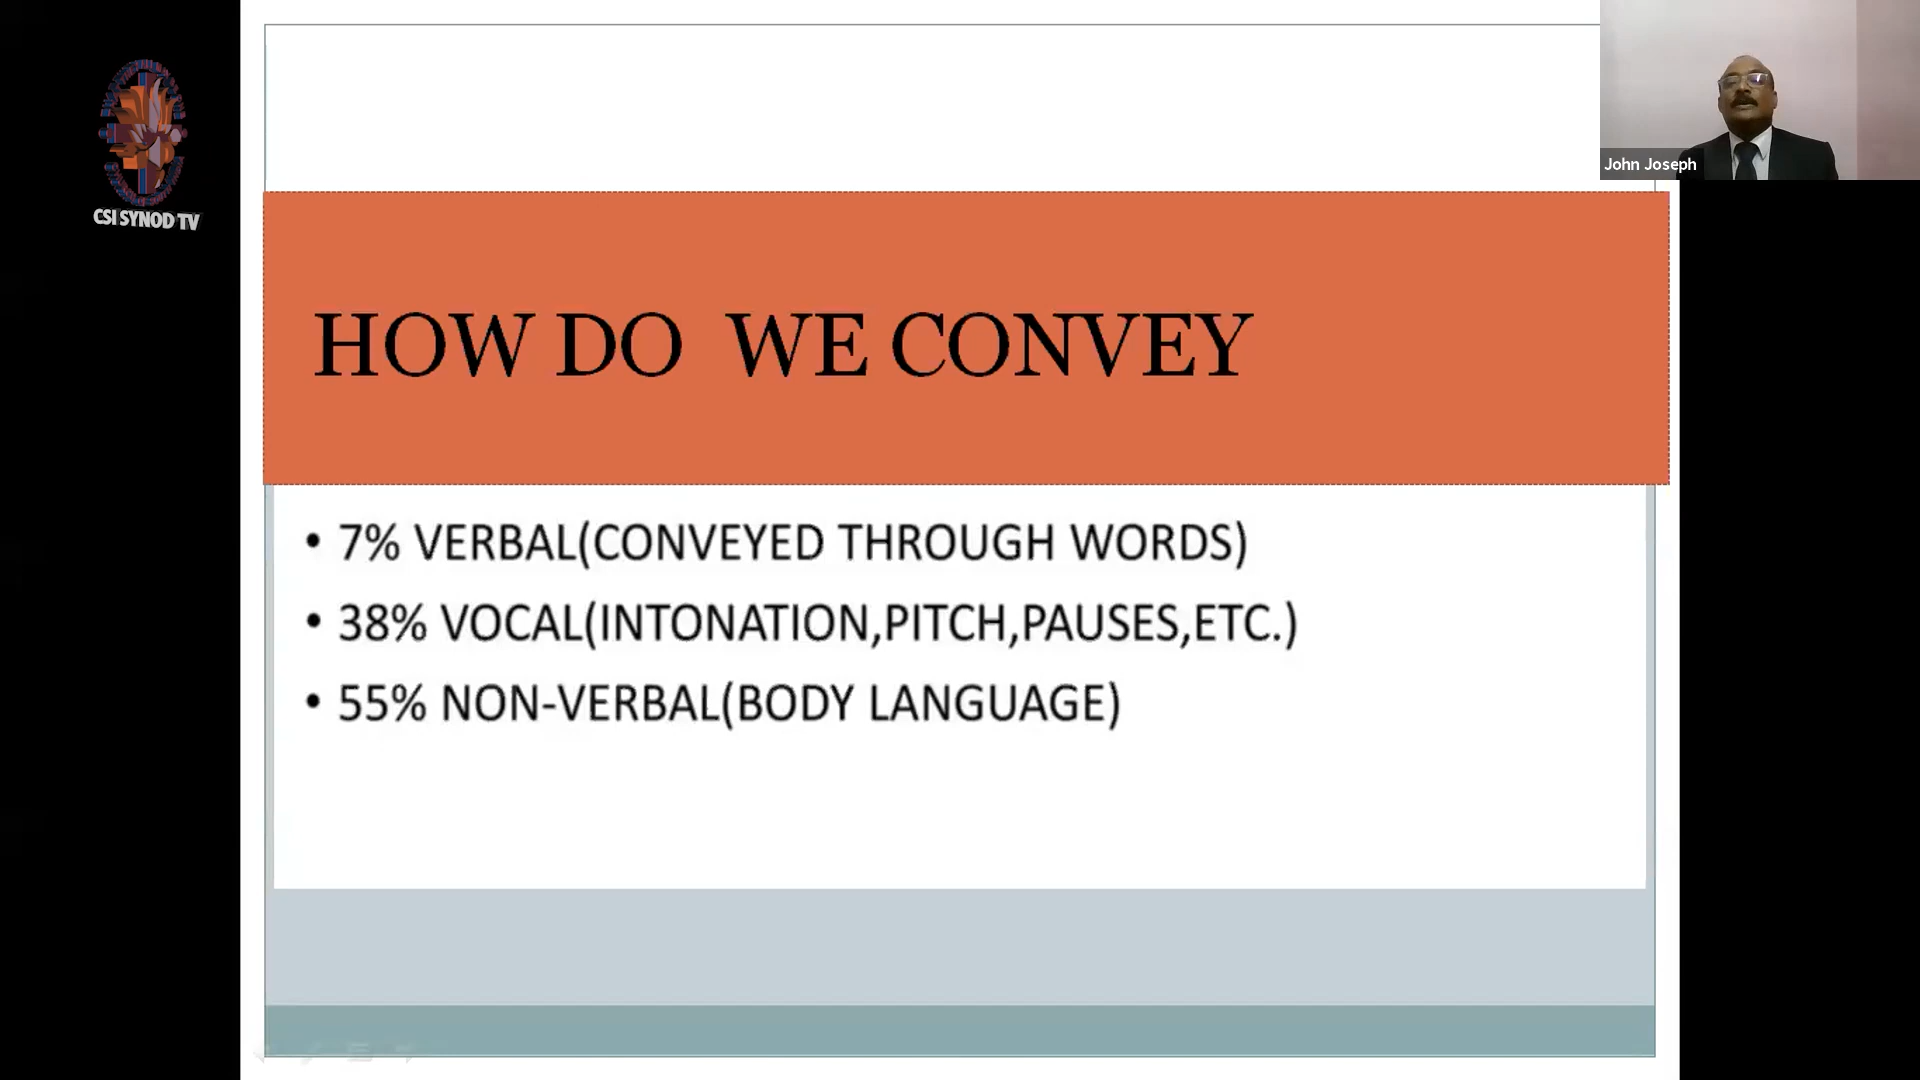 CSI SYNOD TV
John Joseph
HOW DO  WE CONVEY
• 7% VERBAL(CONVEYED THROUGH WORDS)
• 38% VOCAL(INTONATION,PITCH,PAUSES,ETC.)
• 55% NON-VERBAL(BODY LANGUAGE)